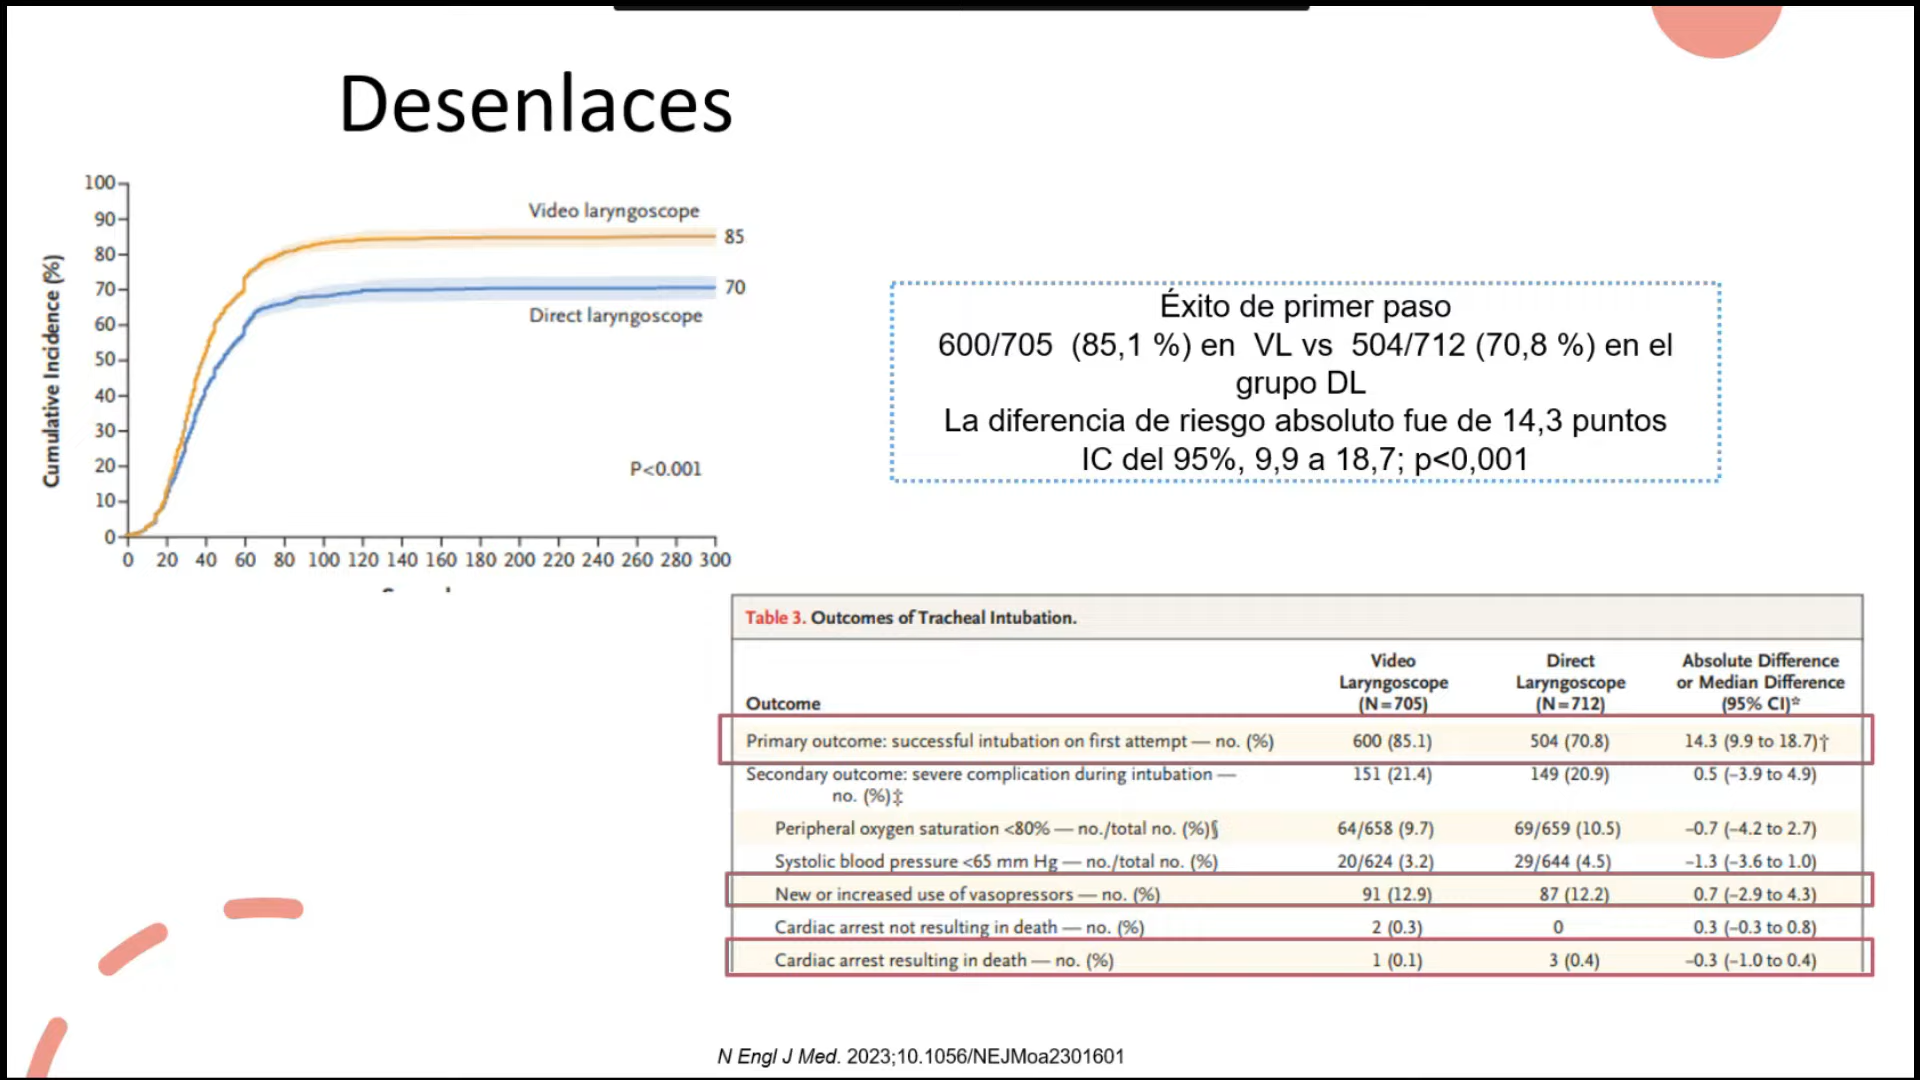 Desenlaces
100
90
80
70
60
50
40
30
20
10
0
Cumulative Incidence (%)
Video laryngoscope
85
70
Direct laryngoscope
P<0.001
0 20 40 60 80 100 120 140 160 180 200 220 240 260 280 300
Éxito de primer paso
600/705 (85,1 %) en VL vs 504/712 (70,8 %) en el
grupo DL
La diferencia de riesgo absoluto fue de 14,3 puntos
IC del 95%, 9,9 a 18,7; p<0,001
Table 3. Outcomes of Tracheal Intubation.
Outcome Video Laryngoscope (N=705) Direct Laryngoscope (N=712) Absolute Difference or Median Difference (95% CI)*
Primary outcome: successful intubation on first attempt — no. (%) 600 (85.1) 504 (70.8) 14.3 (9.9 to 18.7)†
Secondary outcome: severe complication during intubation — 151 (21.4) 149 (20.9) 0.5 (–3.9 to 4.9)
no. (%)‡
Peripheral oxygen saturation <80% — no./total no. (%)§ 64/658 (9.7) 69/659 (10.5) –0.7 (–4.2 to 2.7)
Systolic blood pressure <65 mm Hg — no./total no. (%) 20/624 (3.2) 29/644 (4.5) –1.3 (–3.6 to 1.0)
New or increased use of vasopressors — no. (%) 91 (12.9) 87 (12.2) 0.7 (–2.9 to 4.3)
Cardiac arrest not resulting in death — no. (%) 2 (0.3) 0 0.3 (–0.3 to 0.8)
Cardiac arrest resulting in death — no. (%) 1 (0.1) 3 (0.4) –0.3 (–1.0 to 0.4)
N Engl J Med. 2023;10.1056/NEJMoa2301601